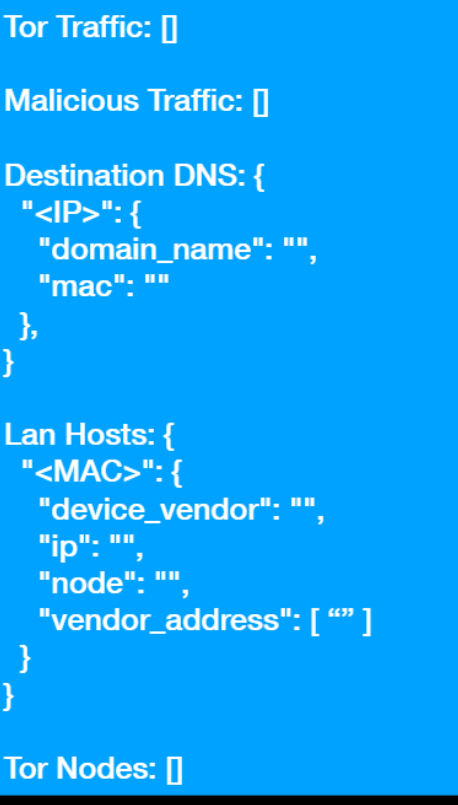 Tor Traffic: []
Malicious Traffic: []
Destination DNS: {
"<IP>": {
"domain_name": "",
"mac": ""
},
}
Lan Hosts: {
"<MAC>": {
"device_vendor": "",
"ip": "",
"node": "",
"vendor_address": [ “” ]
}
}
Tor Nodes: []